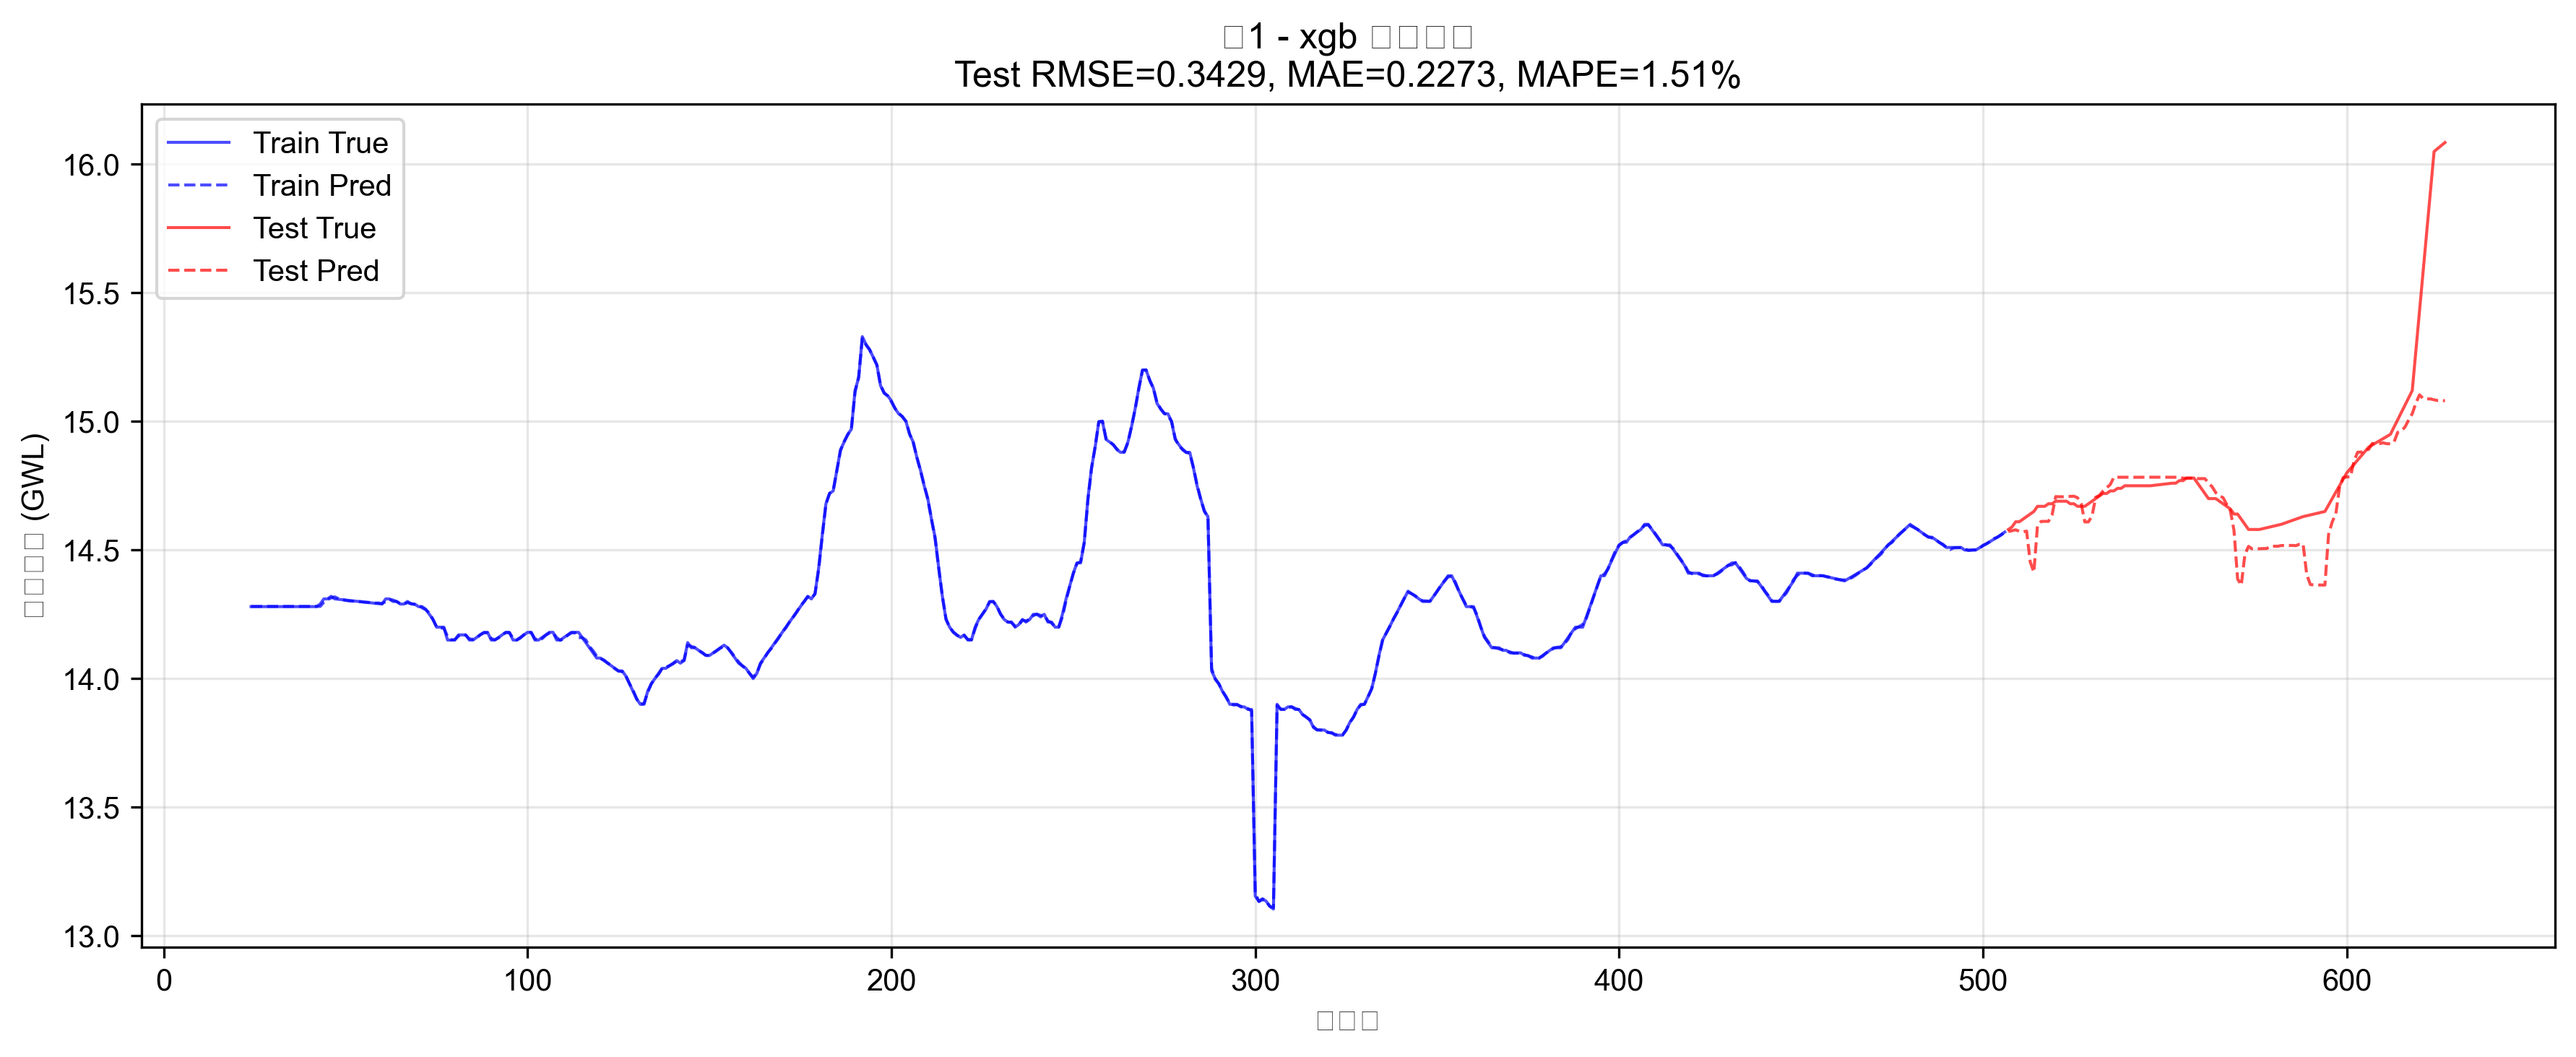 □1 - xgb □□□□
Test RMSE=0.3429, MAE=0.2273, MAPE=1.51%
Train True
Train Pred
Test True
Test Pred
16.0
15.5
15.0
14.5
14.0
13.5
13.0
□□□□ (GWL)
0 100 200 300 400 500 600
□□□